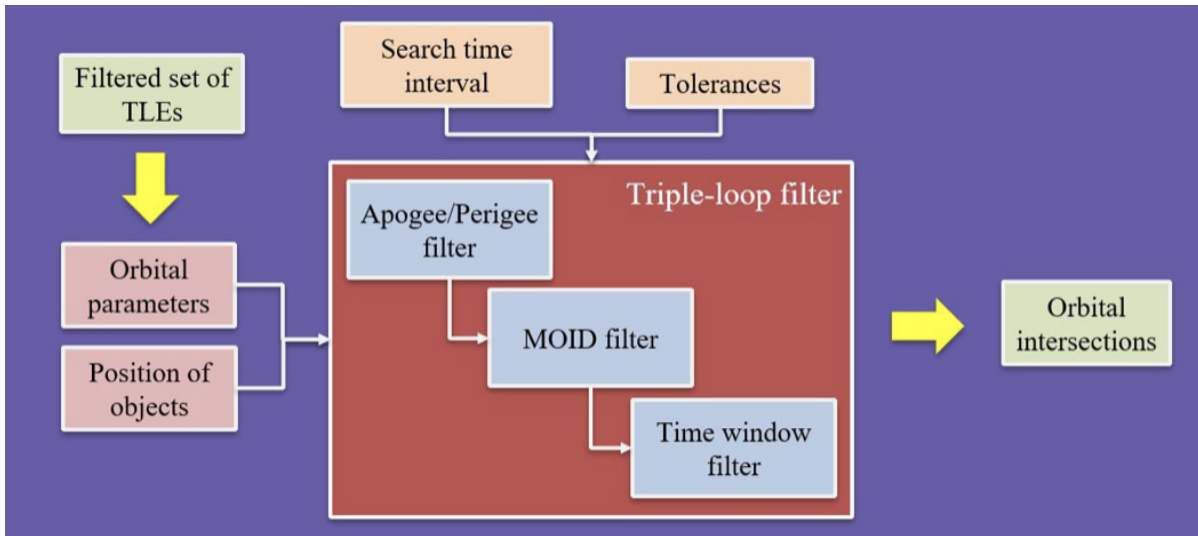 Filtered set of
TLEs
Search time
interval
Tolerances
Orbital
parameters
Position of
objects
Triple-loop filter
Apogee/Perigee
filter
MOID filter
Time window
filter
Orbital
intersections